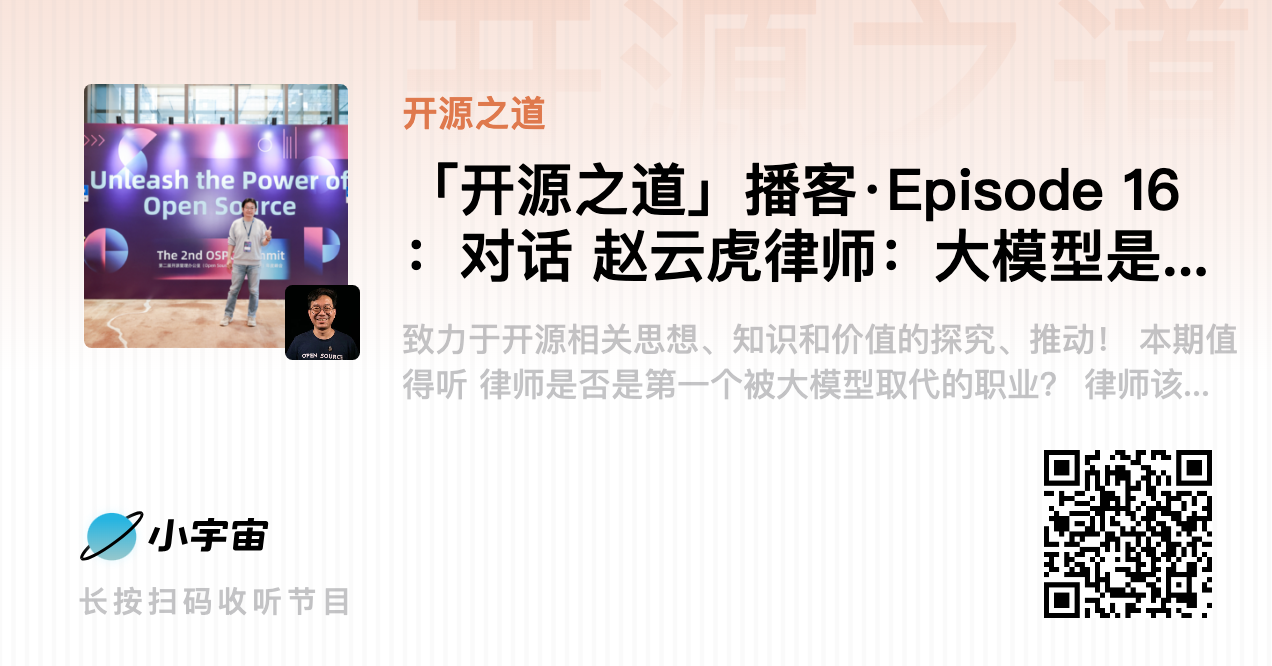 开源之道
开源之道
「开源之道」播客·Episode 16
：对话 赵云虎律师：大模型是...
致力于开源相关思想、知识和价值的探究、推动！ 本期值
得听 律师是否是第一个被大模型取代的职业？ 律师该...
Unleash the Power of
Open Source
The 2nd OSP
mmit
OPEN SOURCE
小宇宙
长按扫码收听节目